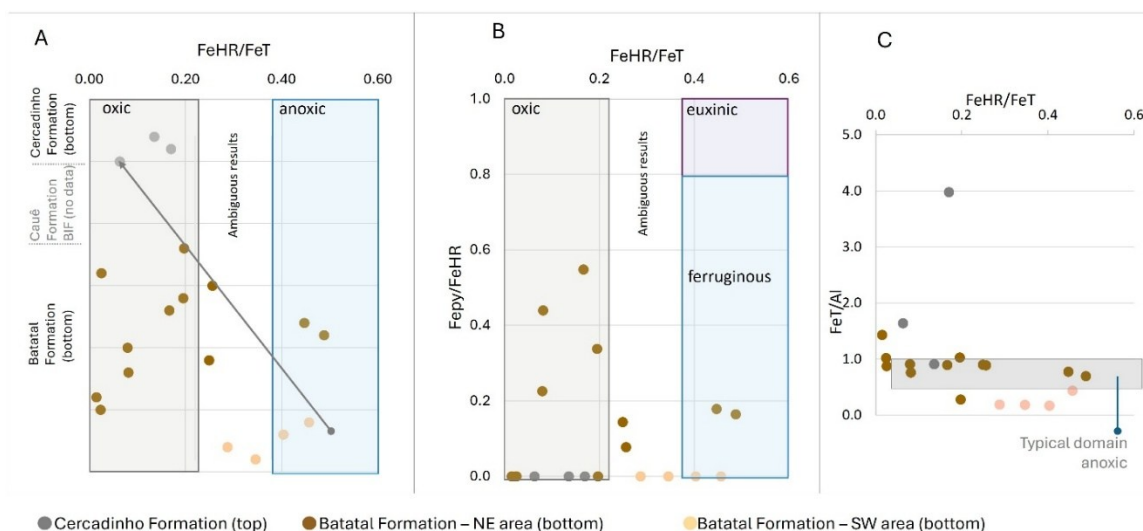 A
FeHR/FeT
0.00 0.20 0.40 0.60
oxic
anoxic
Ambiguous results
Cercadinho
Formation
(bottom)
Cauê
Formation
BIF (no data)
Batatal
Formation
(bottom)
B
FeHR/FeT
0.0 0.2 0.4 0.6
1.0
0.8
0.6
0.4
0.2
0.0
Fepy/FeHR
oxic
euxinic
Ambiguous results
ferruginous
C
FeHR/FeT
0.0 0.2 0.4 0.6
5.0
4.0
3.0
2.0
1.0
0.0
FeT/Al
Typical domain
anoxic
Cercadinho Formation (top) Batatal Formation – NE area (bottom) Batatal Formation – SW area (bottom)